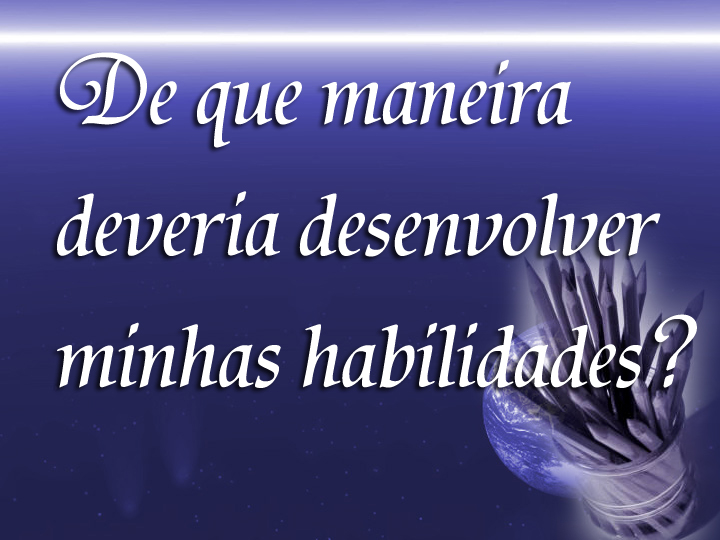 De que maneira
deveria desenvolver
minhas habilidades?